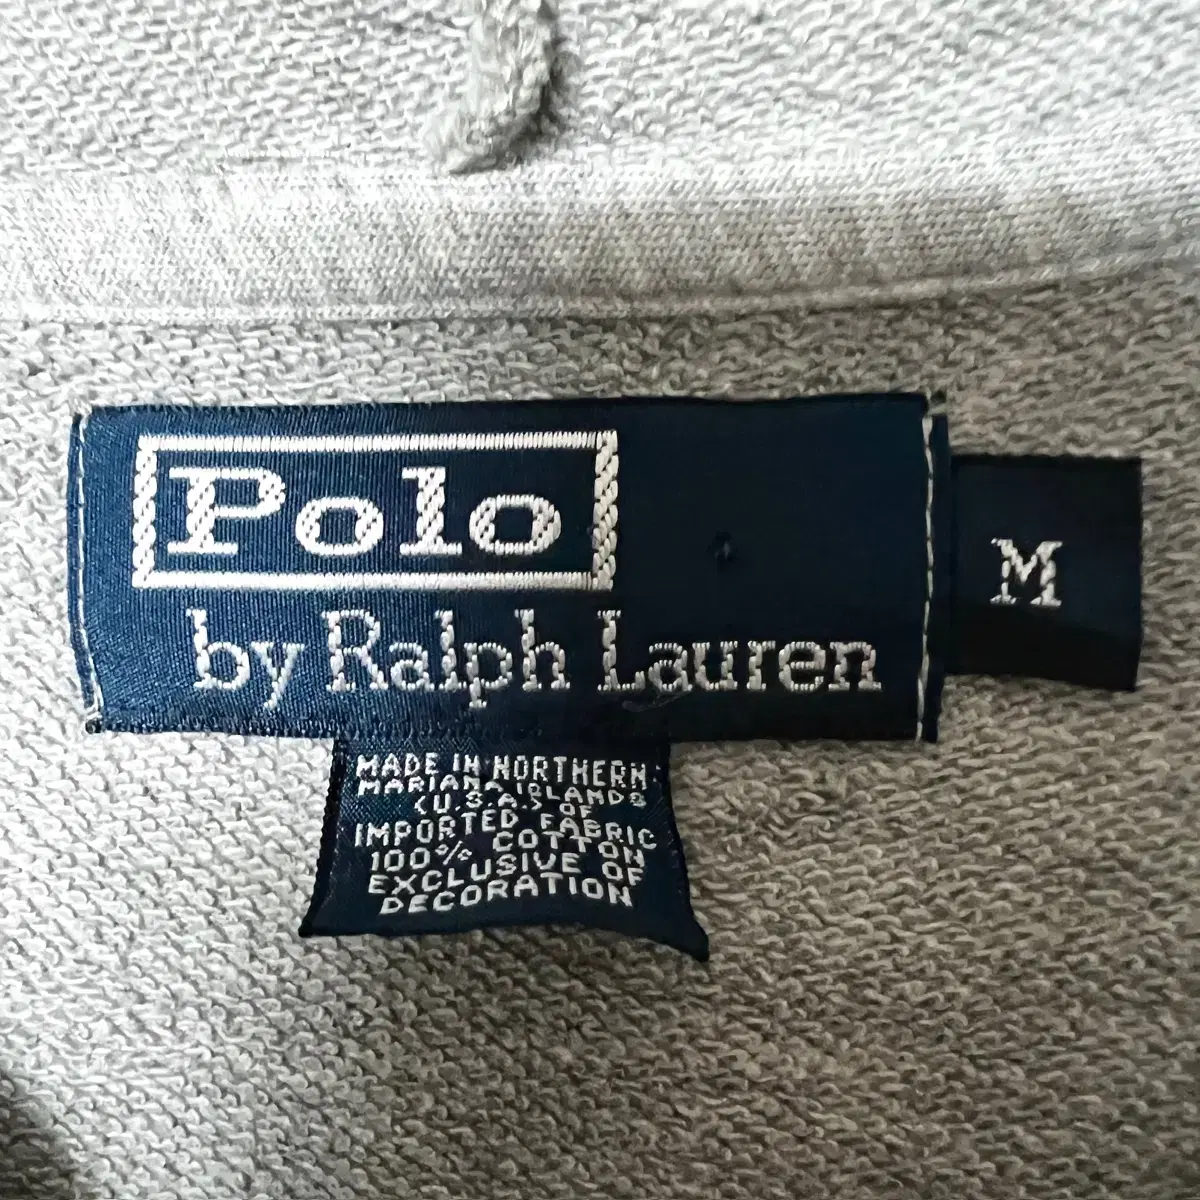 Polo
by Ralph Lauren
M
MADE IN NORTHERN
MARIANA ISLANDS
(U.S.A.) OF
IMPORTED FABRIC
100% COTTON
EXCLUSIVE OF
DECORATION